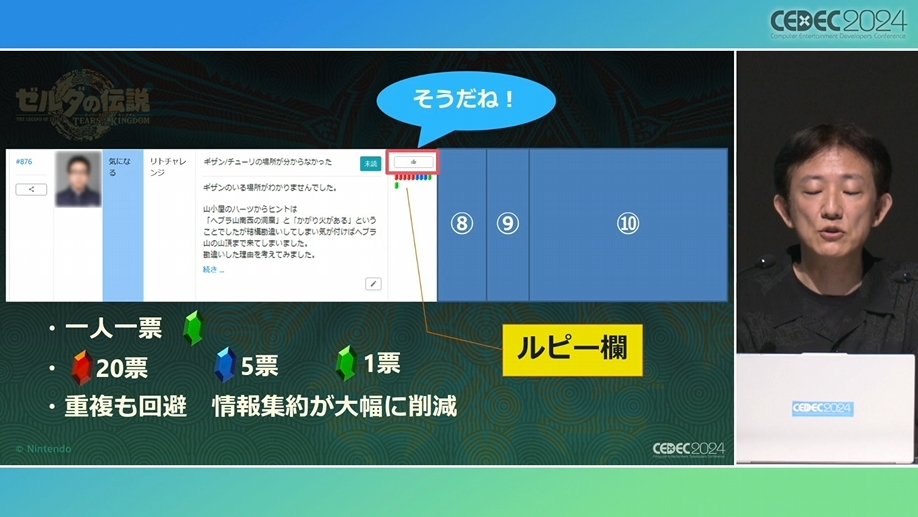 CEDEC2024
Computer Entertainment Developers Conference
ゼルダの伝説
TEARS OF THE KINGDOM
そうだね！
#876
気にな
る
リトチャレ
ンジ
ギザン/チューリの場所が分からなかった
未読
ギザンのいる場所がわかりませんでした。
山小屋のハーツからヒントは
「ヘブラ山南西の洞窟」と「かがり火がある」という
ことでしたが結構勘違いしてしまい気が付けばヘブラ
山の山頂まで来てしまいました。
勘違いした理由を考えてみました。
続き ...
⑧ ⑨ ⑩
・一人一票
ルピー欄
・20票 5票 1票
・重複も回避 情報集約が大幅に削減
© Nintendo
CEDEC2024
CEDEC2024